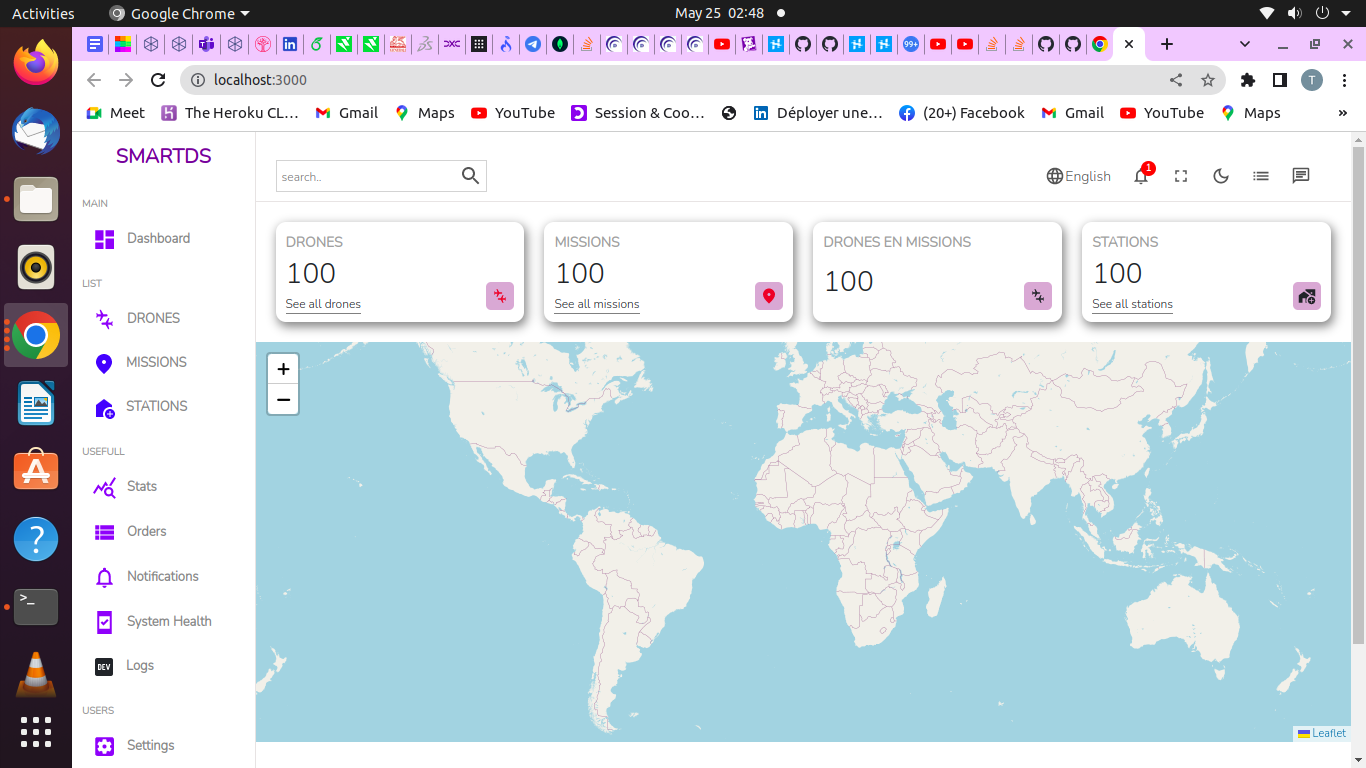 Activities
Google Chrome
May 25 02:48
99+
localhost:3000
T
Meet
The Heroku CL...
Gmail
Maps
YouTube
Session & Coo...
Déployer une...
(20+) Facebook
Gmail
YouTube
Maps
»
SMARTDS
search..
English
1
MAIN
Dashboard
LIST
DRONES
MISSIONS
STATIONS
USEFULL
Stats
Orders
Notifications
System Health
DEV
Logs
USERS
Settings
DRONES
100
See all drones
MISSIONS
100
See all missions
DRONES EN MISSIONS
100
STATIONS
100
See all stations
+
−
Leaflet